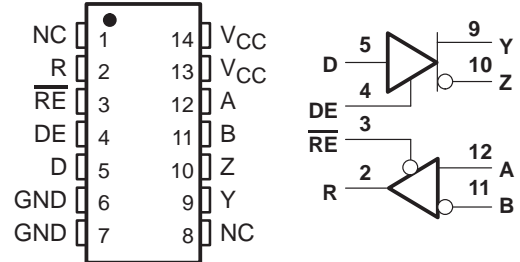 NC 1 14 VCC
R 2 13 VCC
RE 3 12 A
DE 4 11 B
D 5 10 Z
GND 6 9 Y
GND 7 8 NC
D 5 9 Y
10 Z
DE 4
RE 3
R 2 12 A
11 B